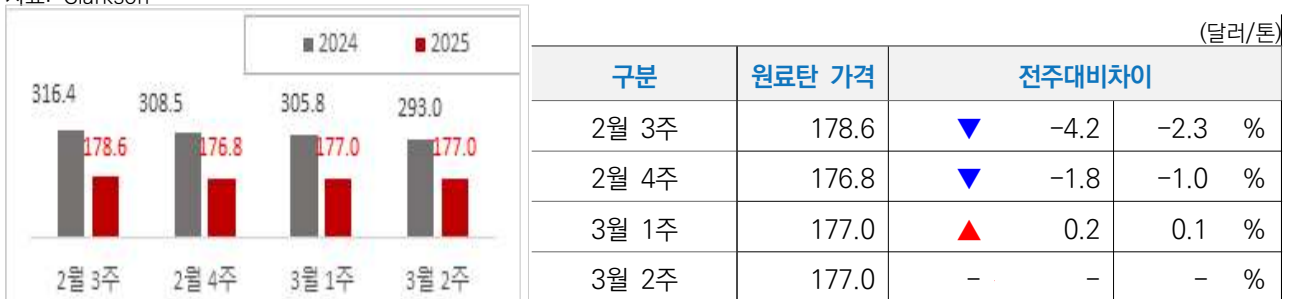 자료: Clarkson
■ 2024 ■ 2025
316.4 308.5 305.8 293.0
178.6 176.8 177.0 177.0
2월 3주 2월 4주 3월 1주 3월 2주
(달러/톤)
구분 원료탄 가격 전주대비차이
2월 3주 178.6 ▼ -4.2 -2.3 %
2월 4주 176.8 ▼ -1.8 -1.0 %
3월 1주 177.0 ▲ 0.2 0.1 %
3월 2주 177.0 - - - %